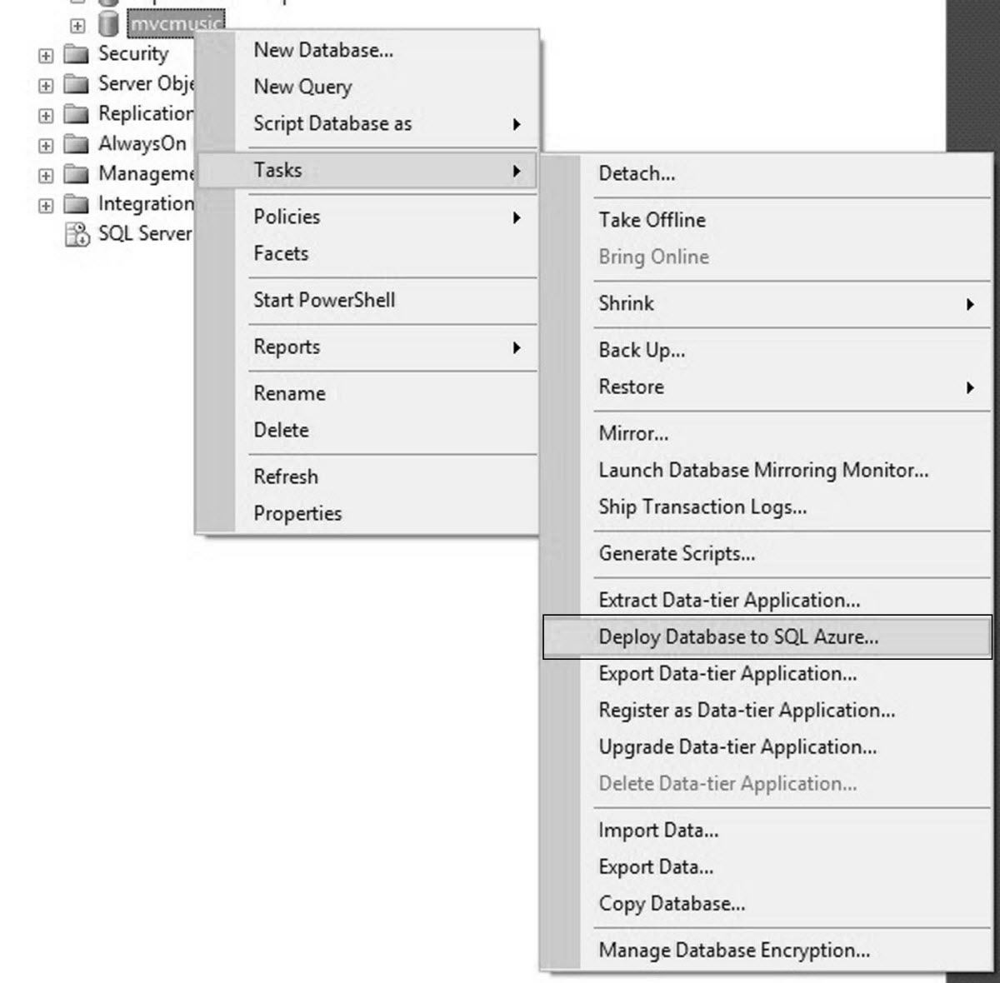 mvcmusic
Security
Server Obje
Replication
AlwaysOn
Manageme
Integration
SQL Server
New Database...
New Query
Script Database as
Tasks
Policies
Facets
Start PowerShell
Reports
Rename
Delete
Refresh
Properties
Detach...
Take Offline
Bring Online
Shrink
Back Up...
Restore
Mirror...
Launch Database Mirroring Monitor...
Ship Transaction Logs...
Generate Scripts...
Extract Data-tier Application...
Deploy Database to SQL Azure...
Export Data-tier Application...
Register as Data-tier Application...
Upgrade Data-tier Application...
Delete Data-tier Application...
Import Data...
Export Data...
Copy Database...
Manage Database Encryption...